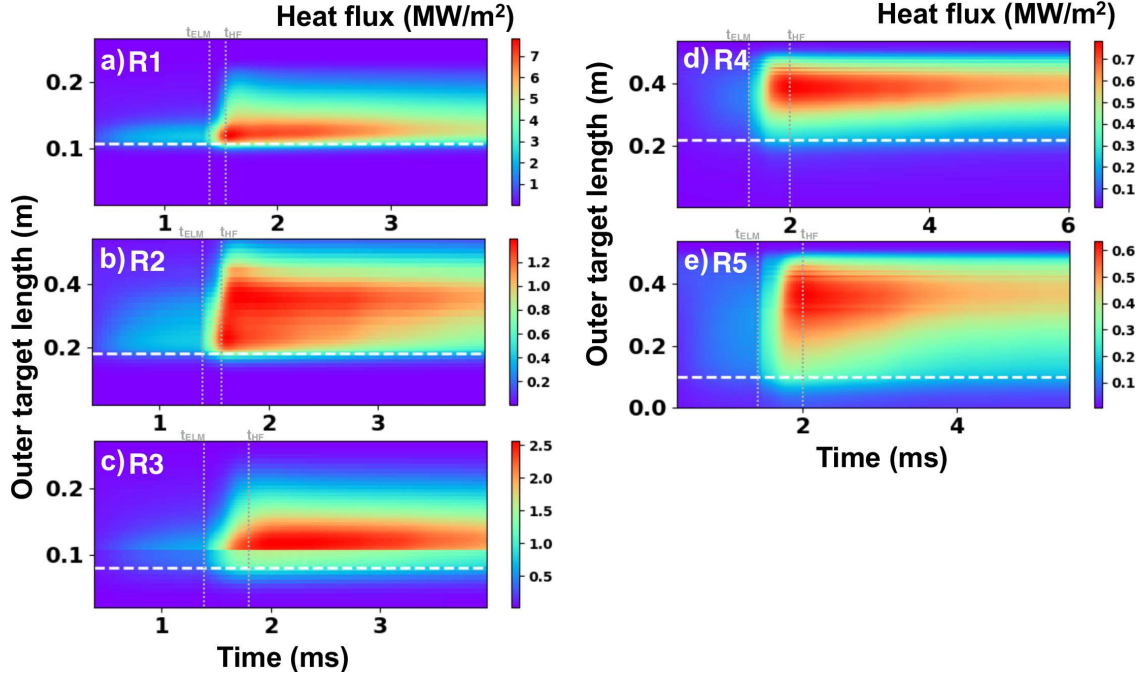 Heat flux (MW/m²)
t_ELM t_HF
a) R1
0.2
0.1
7
6
5
4
3
2
1
1 2 3
t_ELM t_HF
b) R2
0.4
0.2
1.2
1.0
0.8
0.6
0.4
0.2
1 2 3
t_ELM t_HF
c) R3
0.2
0.1
2.5
2.0
1.5
1.0
0.5
1 2 3
Outer target length (m)
Time (ms)
Heat flux (MW/m²)
t_ELM t_HF
d) R4
0.4
0.2
0.7
0.6
0.5
0.4
0.3
0.2
0.1
2 4 6
t_ELM t_HF
e) R5
0.4
0.2
0.0
0.6
0.5
0.4
0.3
0.2
0.1
2 4
Outer target length (m)
Time (ms)